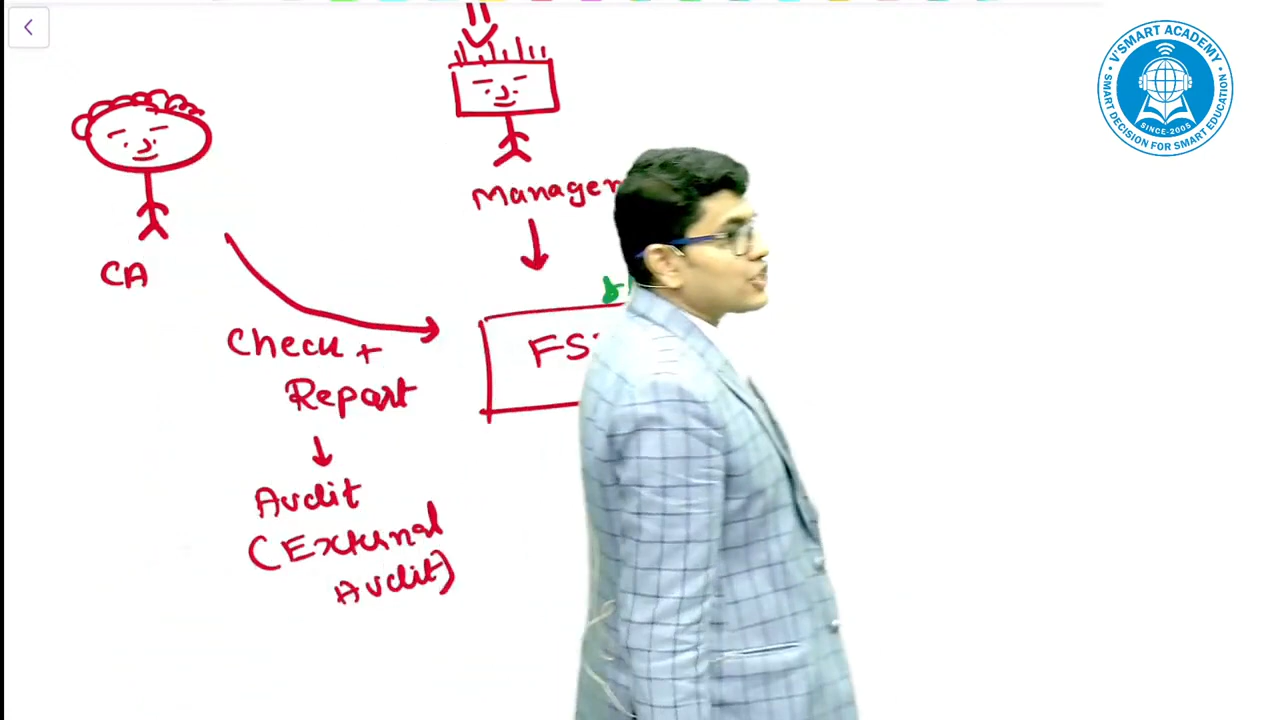 V'SMART ACADEMY
SMART DECISION FOR SMART EDUCATION
SINCE-2005
CA
Check +
Report
Audit
(External
Audit)